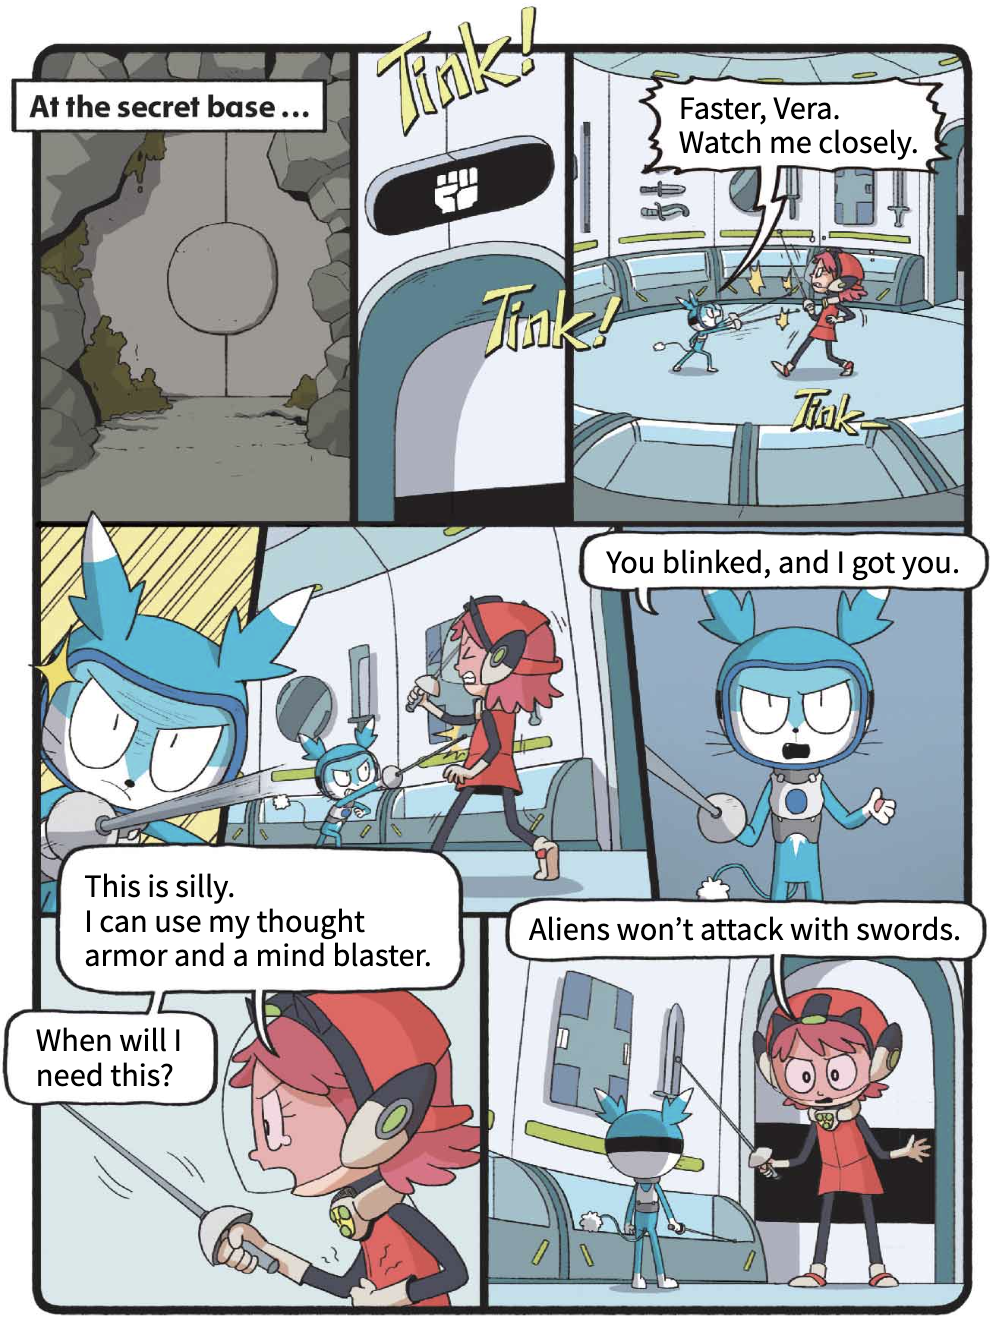 At the secret base ...
Tink!
Tink!
Faster, Vera.
Watch me closely.
Tink–
You blinked, and I got you.
This is silly.
I can use my thought
armor and a mind blaster.
When will I
need this?
Aliens won’t attack with swords.